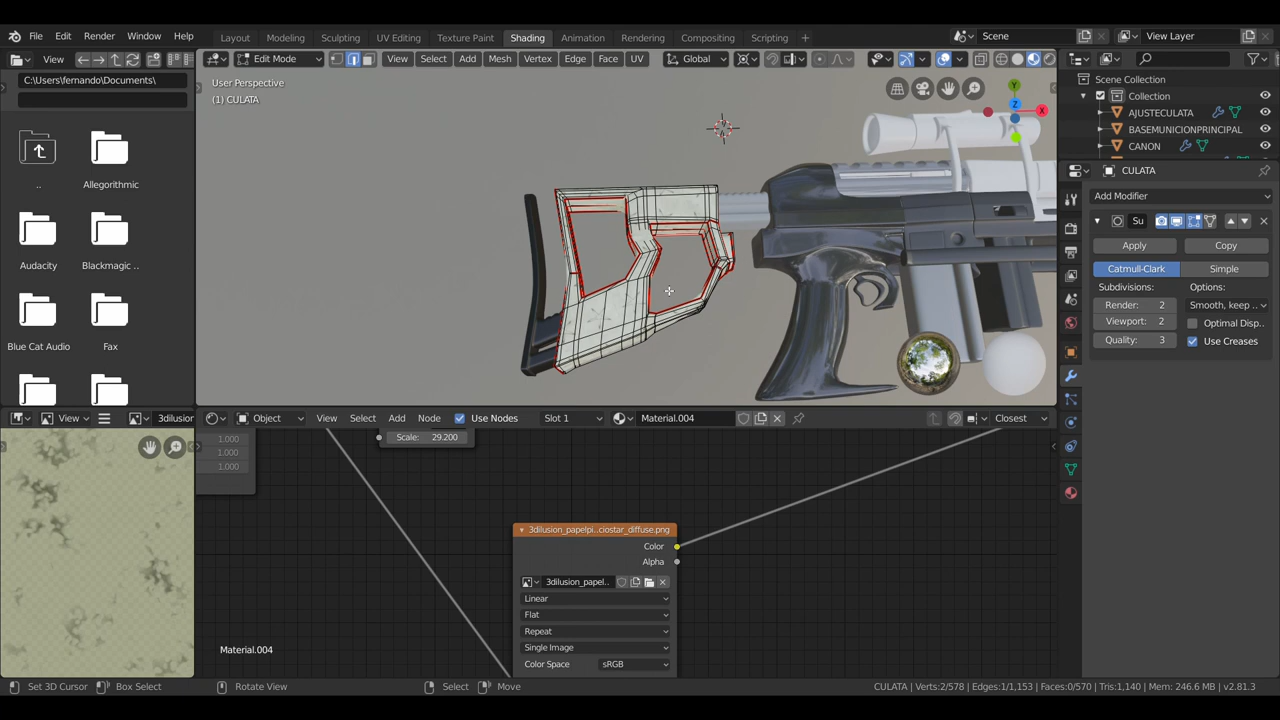 File Edit Render Window Help
Layout Modeling Sculpting UV Editing Texture Paint Shading Animation Rendering Compositing Scripting +
Scene
View Layer
View
Edit Mode
View Select Add Mesh Vertex Edge Face UV
Global
C:\Users\fernando\Documents\
User Perspective
(1) CULATA
..
Allegorithmic
Audacity
Blackmagic ..
Blue Cat Audio
Fax
Y
Z
X
Scene Collection
Collection
AJUSTECULATA
BASEMUNICIONPRINCIPAL
CANON
CULATA
Add Modifier
Su
Apply
Copy
Catmull-Clark
Simple
Subdivisions:
Options:
Render: 2
Smooth, keep ..
Viewport: 2
Optimal Disp..
Quality: 3
Use Creases
View
3dilusion
Object
View Select Add Node
Use Nodes
Slot 1
Material.004
Closest
1.000
1.000
1.000
Scale: 29.200
3dilusion_papelpi..ciostar_diffuse.png
Color
Alpha
3dilusion_papel..
Linear
Flat
Repeat
Single Image
Color Space sRGB
Material.004
Set 3D Cursor
Box Select
Rotate View
Select
Move
CULATA | Verts:2/578 | Edges:1/1,153 | Faces:0/570 | Tris:1,140 | Mem: 246.6 MB | v2.81.3